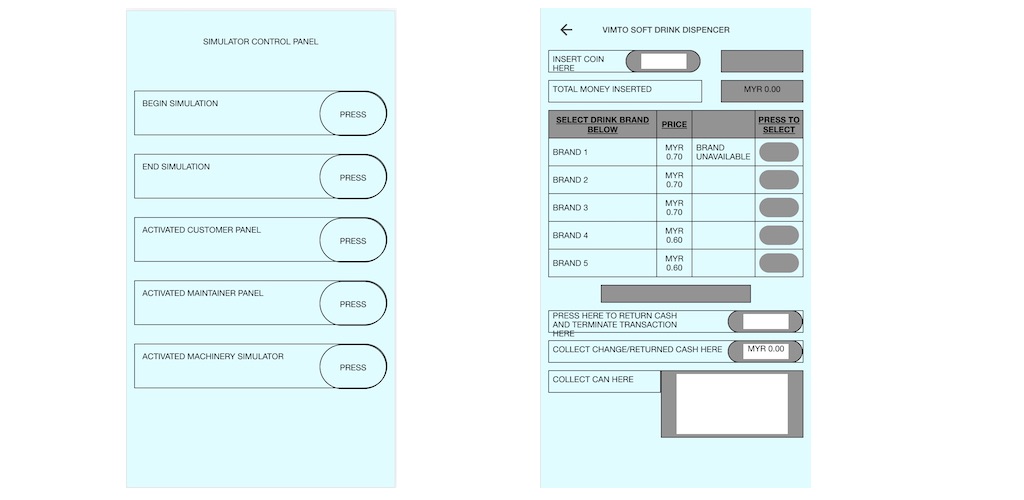 SIMULATOR CONTROL PANEL
BEGIN SIMULATION
PRESS
END SIMULATION
PRESS
ACTIVATED CUSTOMER PANEL
PRESS
ACTIVATED MAINTAINER PANEL
PRESS
ACTIVATED MACHINERY SIMULATOR
PRESS
VIMTO SOFT DRINK DISPENCER
INSERT COIN
HERE
TOTAL MONEY INSERTED
MYR 0.00
SELECT DRINK BRAND
BELOW
PRICE
PRESS TO
SELECT
BRAND 1
MYR
0.70
BRAND
UNAVAILABLE
BRAND 2
MYR
0.70
BRAND 3
MYR
0.70
BRAND 4
MYR
0.60
BRAND 5
MYR
0.60
PRESS HERE TO RETURN CASH
AND TERMINATE TRANSACTION
HERE
COLLECT CHANGE/RETURNED CASH HERE
MYR 0.00
COLLECT CAN HERE